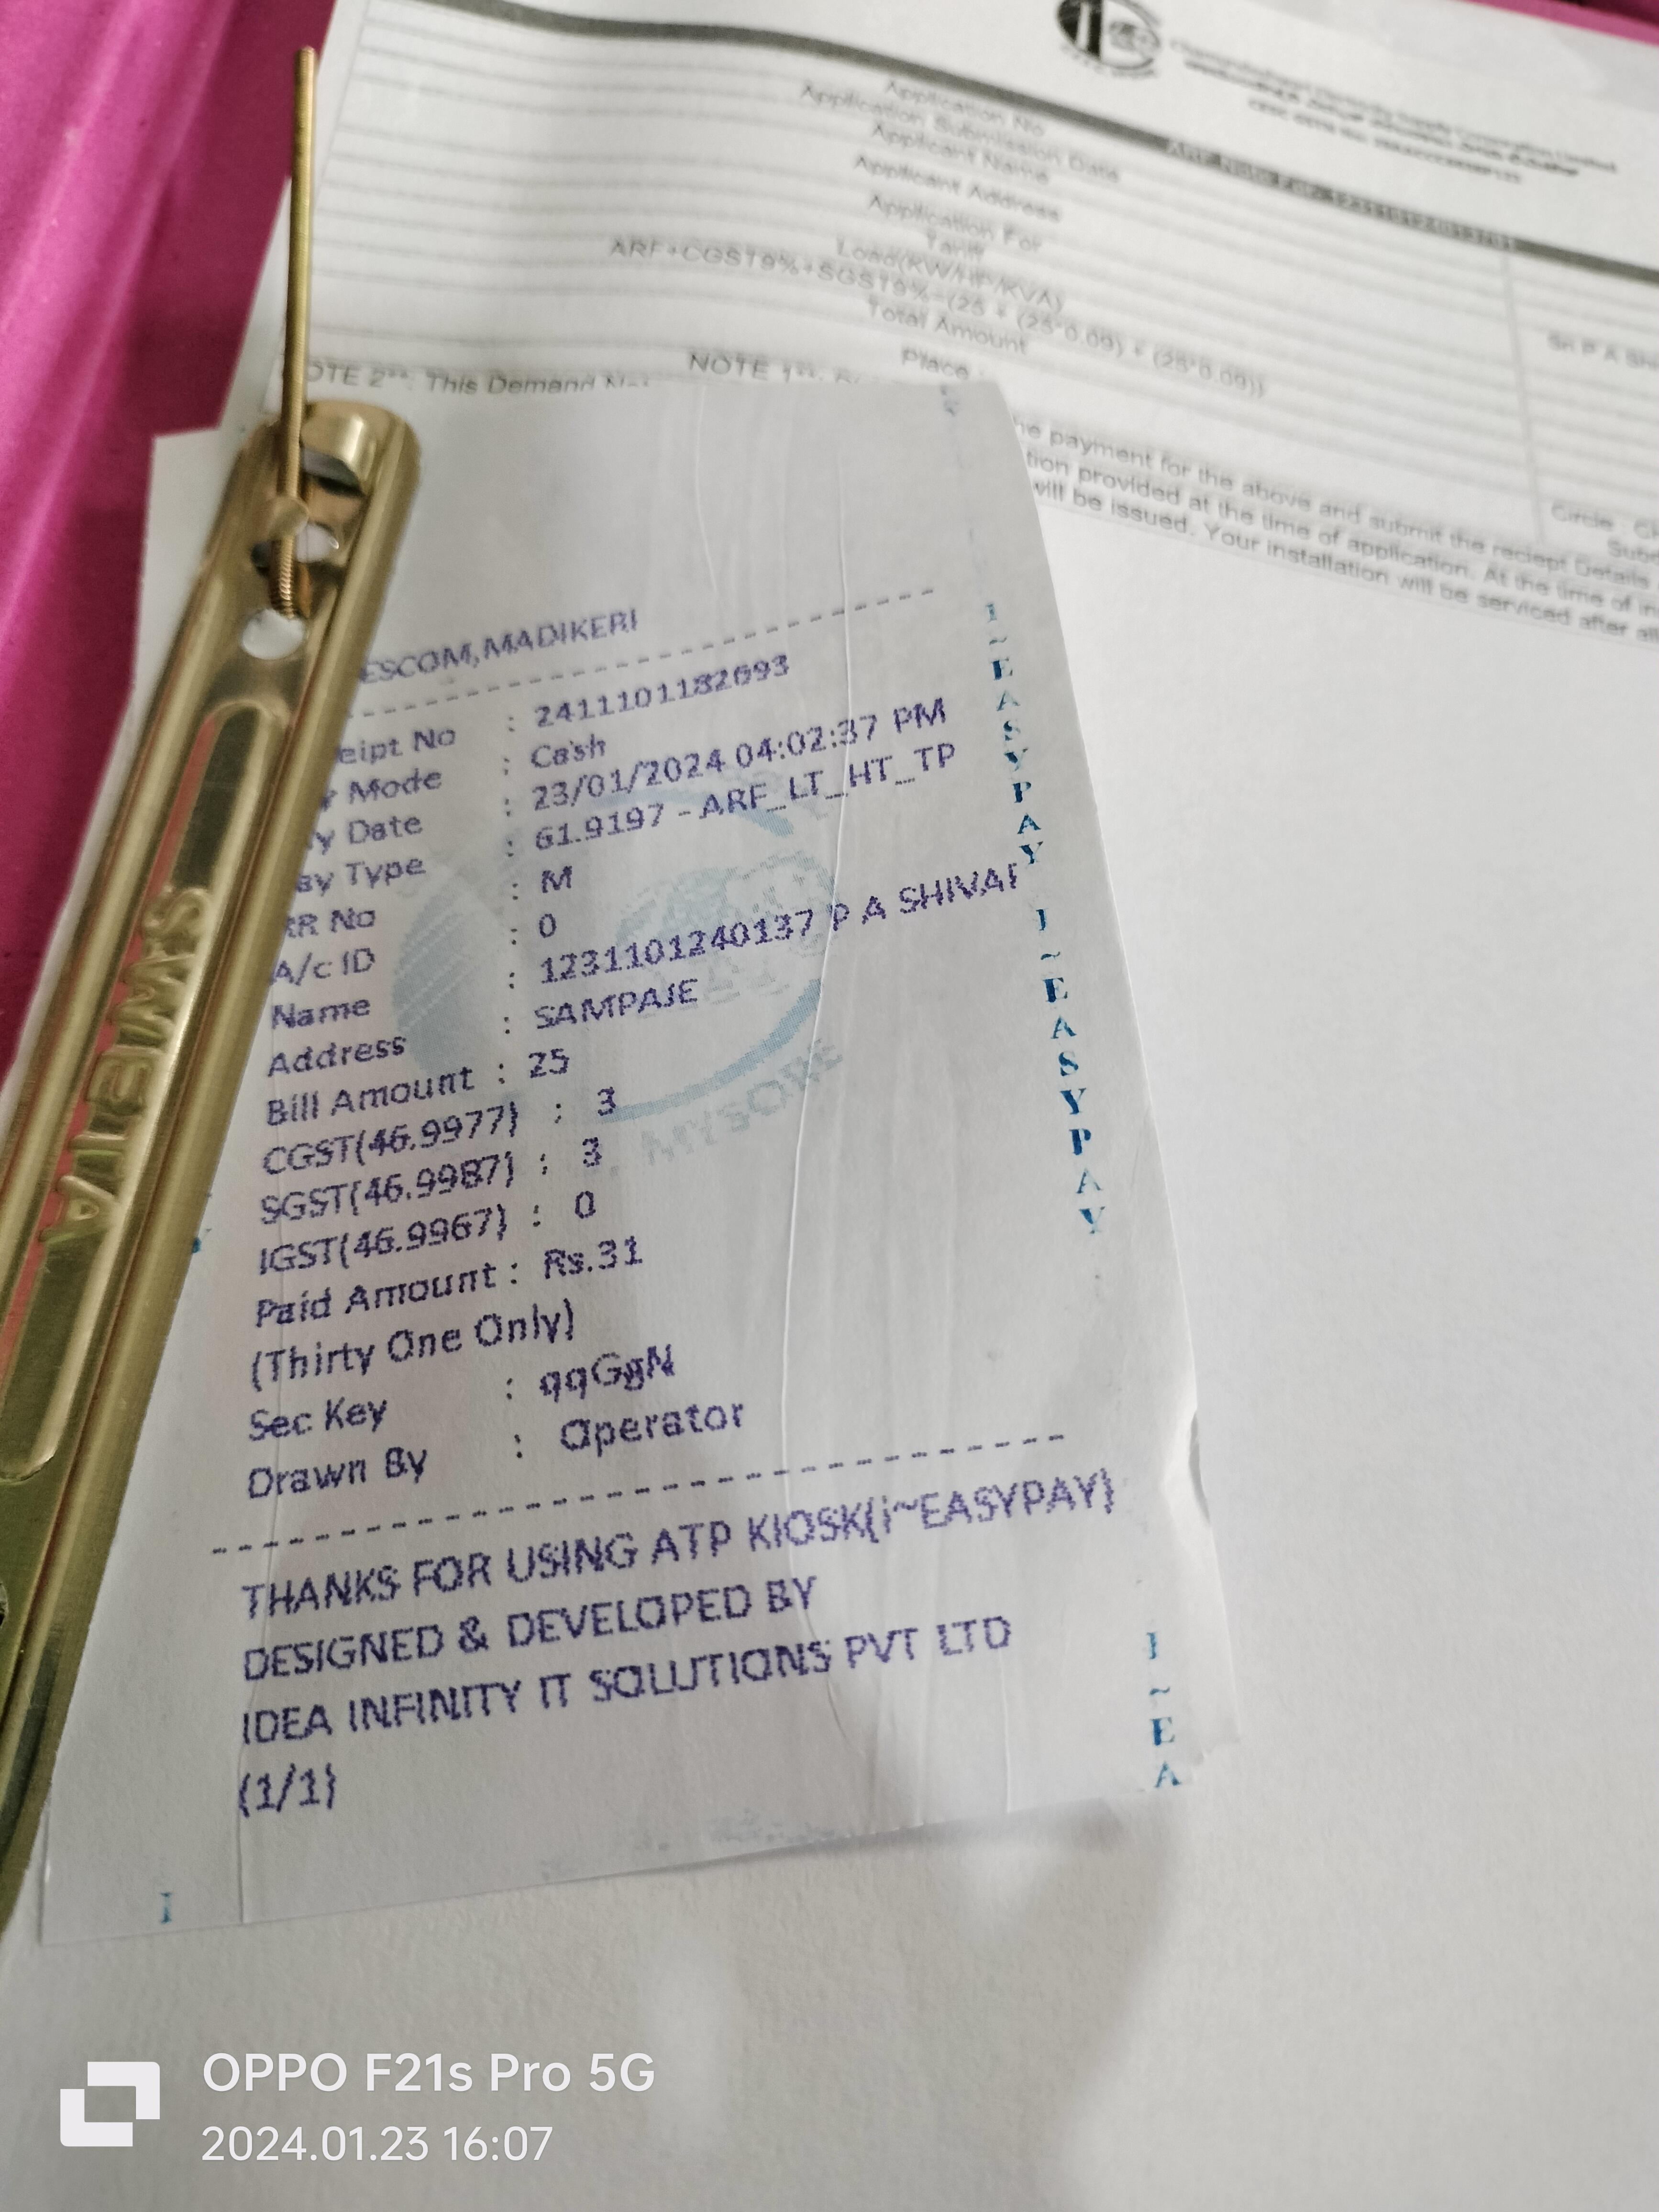 Application No
Application Submission Date
Applicant Name
Applicant Address
Application For
Tariff
Load(KW/HP/KVA)
ARF+CGST9%+SGST9%=(25 + (25*0.09) + (25*0.09))
Total Amount
Place
NOTE 1**:
OTE 2**: This Demand
he payment for the above and submit the reciept Details
tion provided at the time of application. At the time of
will be issued. Your installation will be serviced after
ESCOM,MADIKERI
eipt No : 2411101182693
Mode : Cash
y Date : 23/01/2024 04:02:37 PM
ay Type : 61.9197 - ARF_LT_HT_TP
RR No : M
A/c ID : 0
Name : 1231101240137 P A SHIVAF
Address : SAMPAJE
Bill Amount : 25
CGST(46.9977) : 3
SGST(46.9987) : 3
IGST(46.9967) : 0
Paid Amount : Rs.31
(Thirty One Only)
Sec Key : qqGgN
Drawn By : Operator
THANKS FOR USING ATP KIOSK(i~EASYPAY)
DESIGNED & DEVELOPED BY
IDEA INFINITY IT SOLUTIONS PVT LTD
(1/1)
I~EASYPAY I~EASYPAY
I~EA
I
MYSORE
SWEITA
OPPO F21s Pro 5G
2024.01.23 16:07